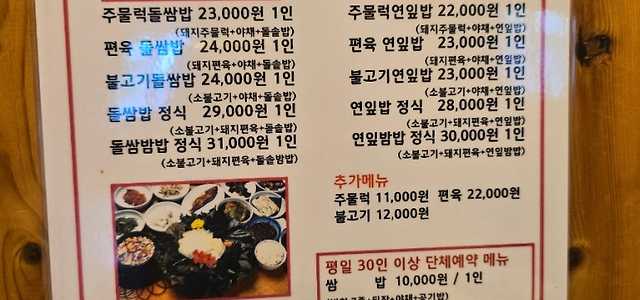 주물럭돌쌈밥 23,000원 1인
(돼지주물럭+야채+돌솥밥)
편육 돌쌈밥 24,000원 1인
(돼지편육+야채+돌솥밥)
불고기돌쌈밥 24,000원 1인
(소불고기+야채+돌솥밥)
돌쌈밥 정식 29,000원 1인
(소불고기+돼지편육+돌솥밥)
돌쌈밤밥 정식 31,000원 1인
(소불고기+돼지편육+돌솥밤밥)
주물럭연잎밥 22,000원 1인
(돼지주물럭+야채+연잎밥)
편육 연잎밥 23,000원 1인
(돼지편육+야채+연잎밥)
불고기연잎밥 23,000원 1인
(소불고기+야채+연잎밥)
연잎밥 정식 28,000원 1인
(소불고기+돼지편육+연잎밥)
연잎밤밥 정식 30,000원 1인
(소불고기+돼지편육+연잎밤밥)
추가메뉴
주물럭 11,000원 편육 22,000원
불고기 12,000원
평일 30인 이상 단체예약 메뉴
쌈 밥 10,000원 / 1인